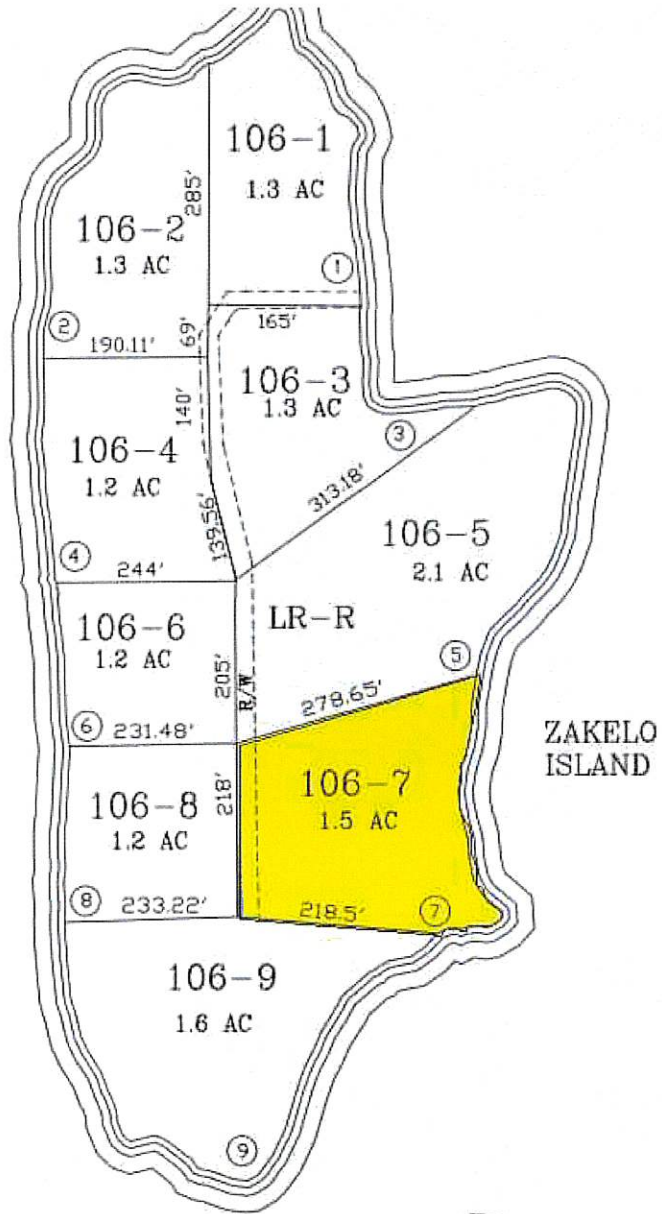 106-1
1.3 AC
285'
106-2
1.3 AC
1
2
190.11'
69'
165'
106-3
1.3 AC
140'
3
106-4
1.2 AC
313.18'
139.56'
106-5
2.1 AC
4
244'
LR-R
106-6
1.2 AC
205'
R/W
5
278.65'
6
231.48'
ZAKELO
ISLAND
106-7
1.5 AC
218'
106-8
1.2 AC
8
233.22'
218.5'
7
106-9
1.6 AC
9